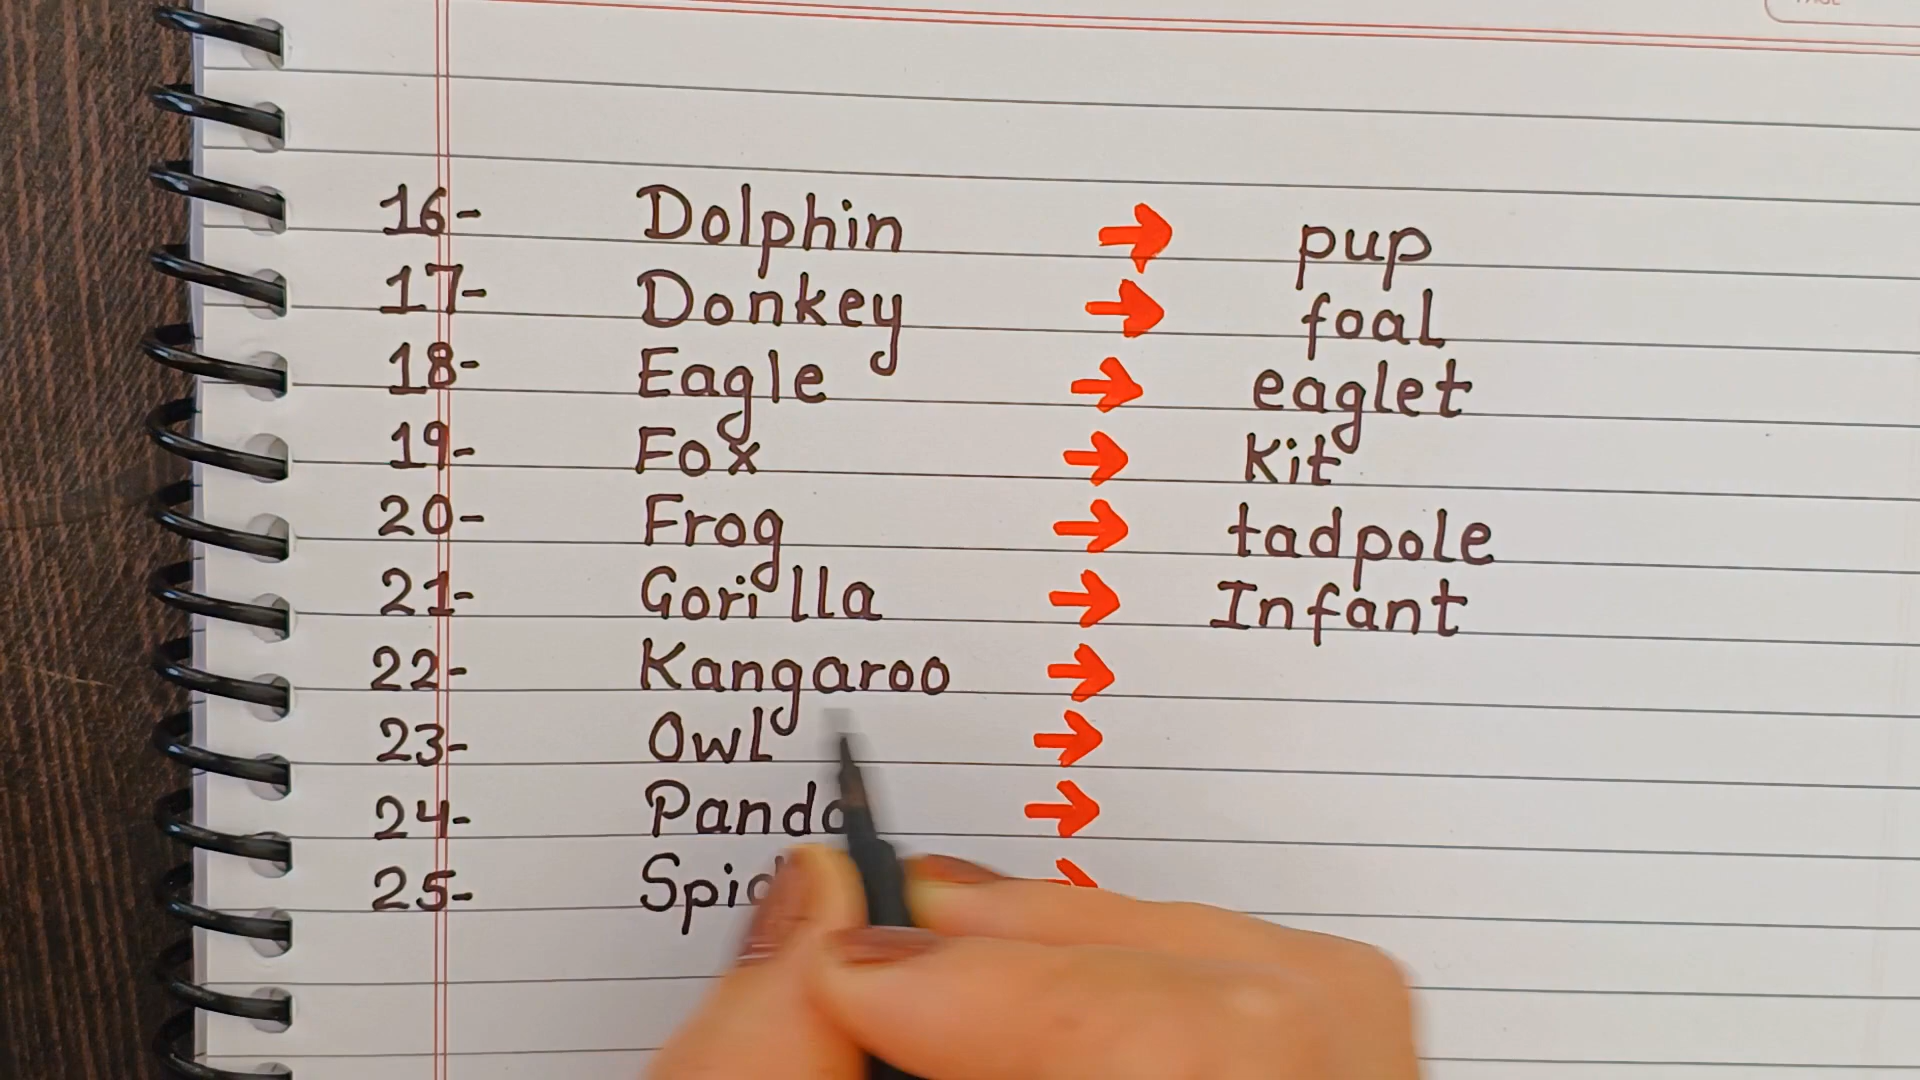 16- Dolphin → pup
17- Donkey → foal
18- Eagle → eaglet
19- Fox → Kit
20- Frog → tadpole
21- Gorilla → Infant
22- Kangaroo →
23- Owl →
24- Panda →
25- →